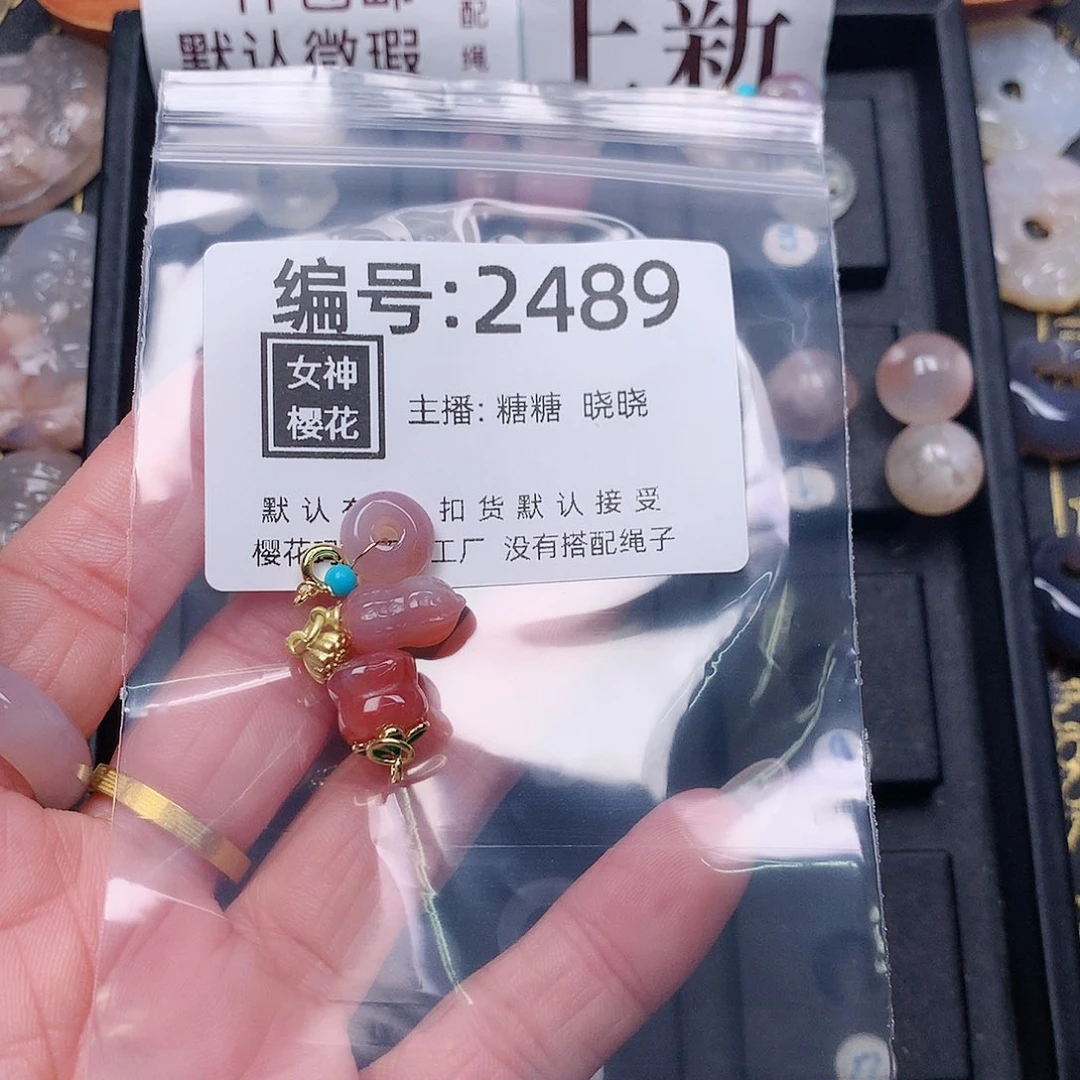 默认微瑕
配
绳
上新
编号:2489
女神
樱花
主播: 糖糖 晓晓
默认 扣货默认接受
樱花 工厂 没有搭配绳子